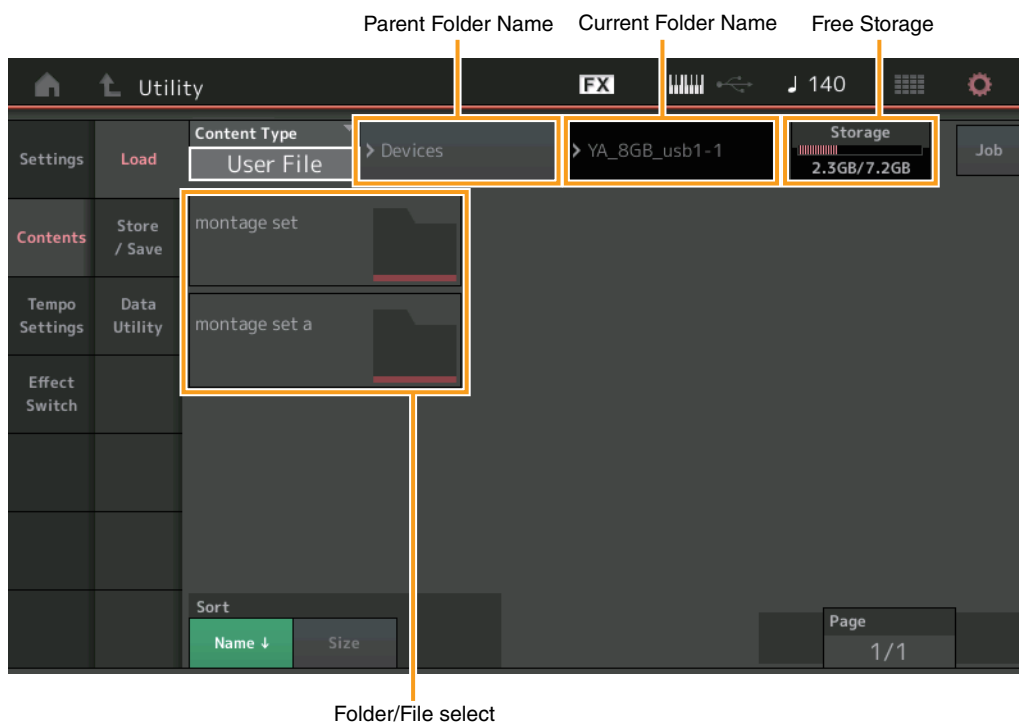 Parent Folder Name
Current Folder Name
Free Storage
Utility
FX
140
Settings
Load
Content Type
User File
> Devices
> YA_8GB_usb1-1
Storage
2.3GB/7.2GB
Job
Contents
Store
/ Save
montage set
Tempo
Settings
Data
Utility
montage set a
Effect
Switch
Sort
Name ↓
Size
Page
1/1
Folder/File select